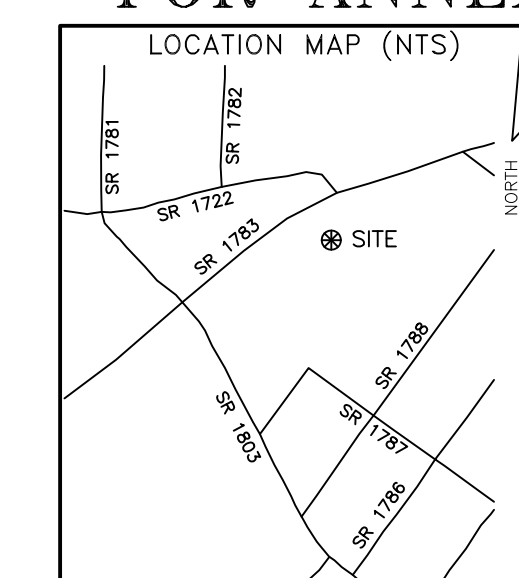 LOCATION MAP (NTS)
SR 1781
SR 1782
SR 1722
SR 1783
NORTH
SITE
SR 1788
SR 1803
SR 1787
SR 1786